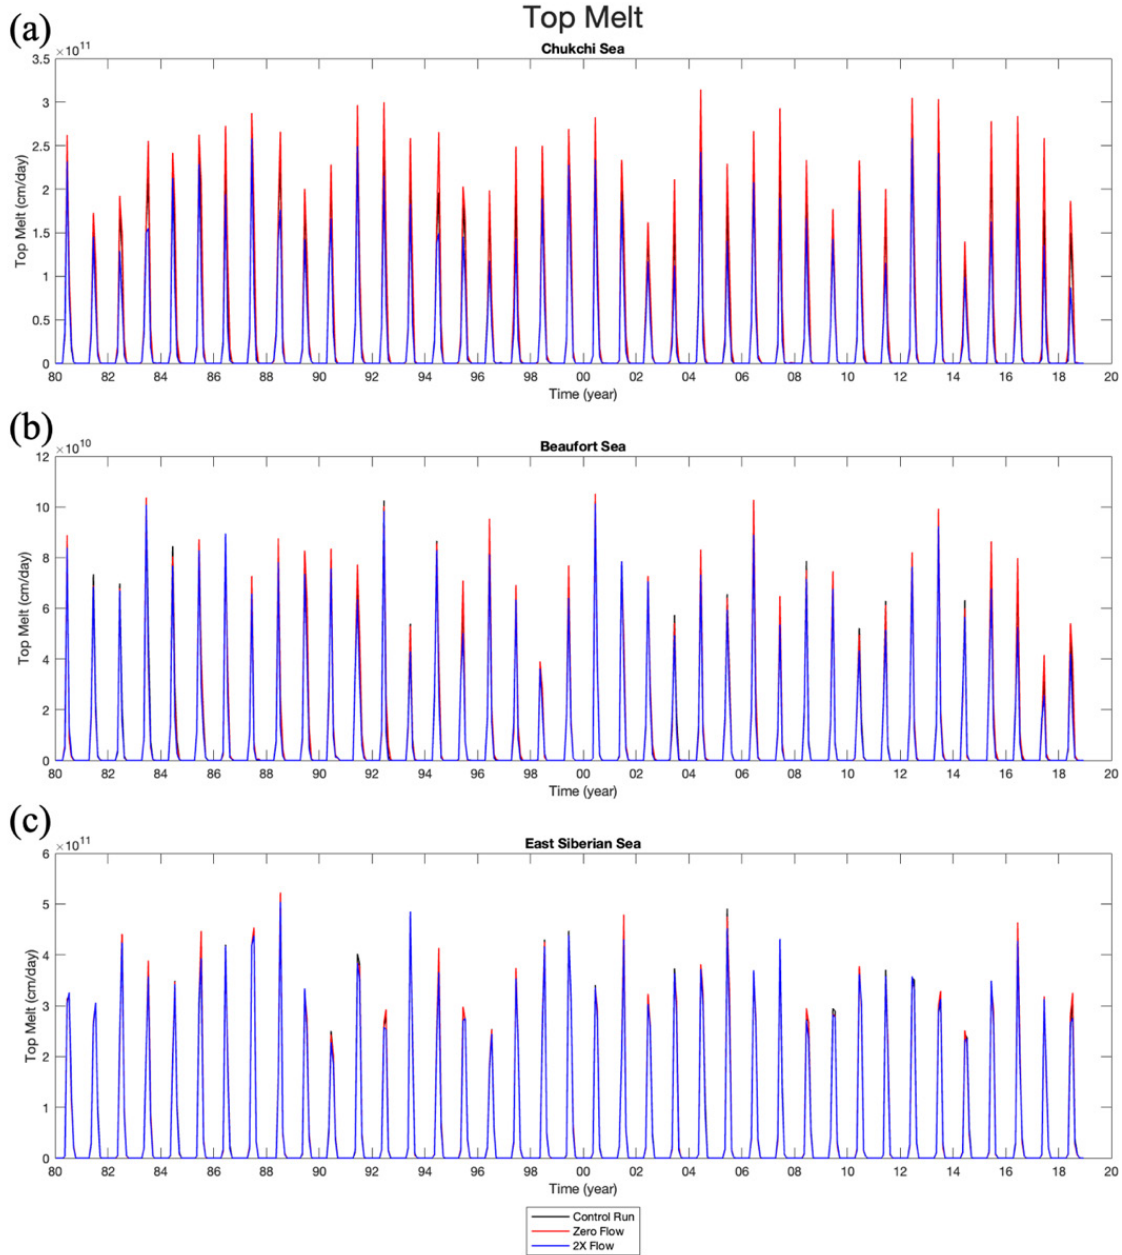 Top Melt
(a)
Chukchi Sea
×10¹¹
3.5
3
2.5
2
1.5
1
0.5
0
Top Melt (cm/day)
80 82 84 86 88 90 92 94 96 98 00 02 04 06 08 10 12 14 16 18 20
Time (year)
(b)
Beaufort Sea
×10¹⁰
12
10
8
6
4
2
0
Top Melt (cm/day)
80 82 84 86 88 90 92 94 96 98 00 02 04 06 08 10 12 14 16 18 20
Time (year)
(c)
East Siberian Sea
×10¹¹
6
5
4
3
2
1
0
Top Melt (cm/day)
80 82 84 86 88 90 92 94 96 98 00 02 04 06 08 10 12 14 16 18 20
Time (year)
Control Run
Zero Flow
2X Flow